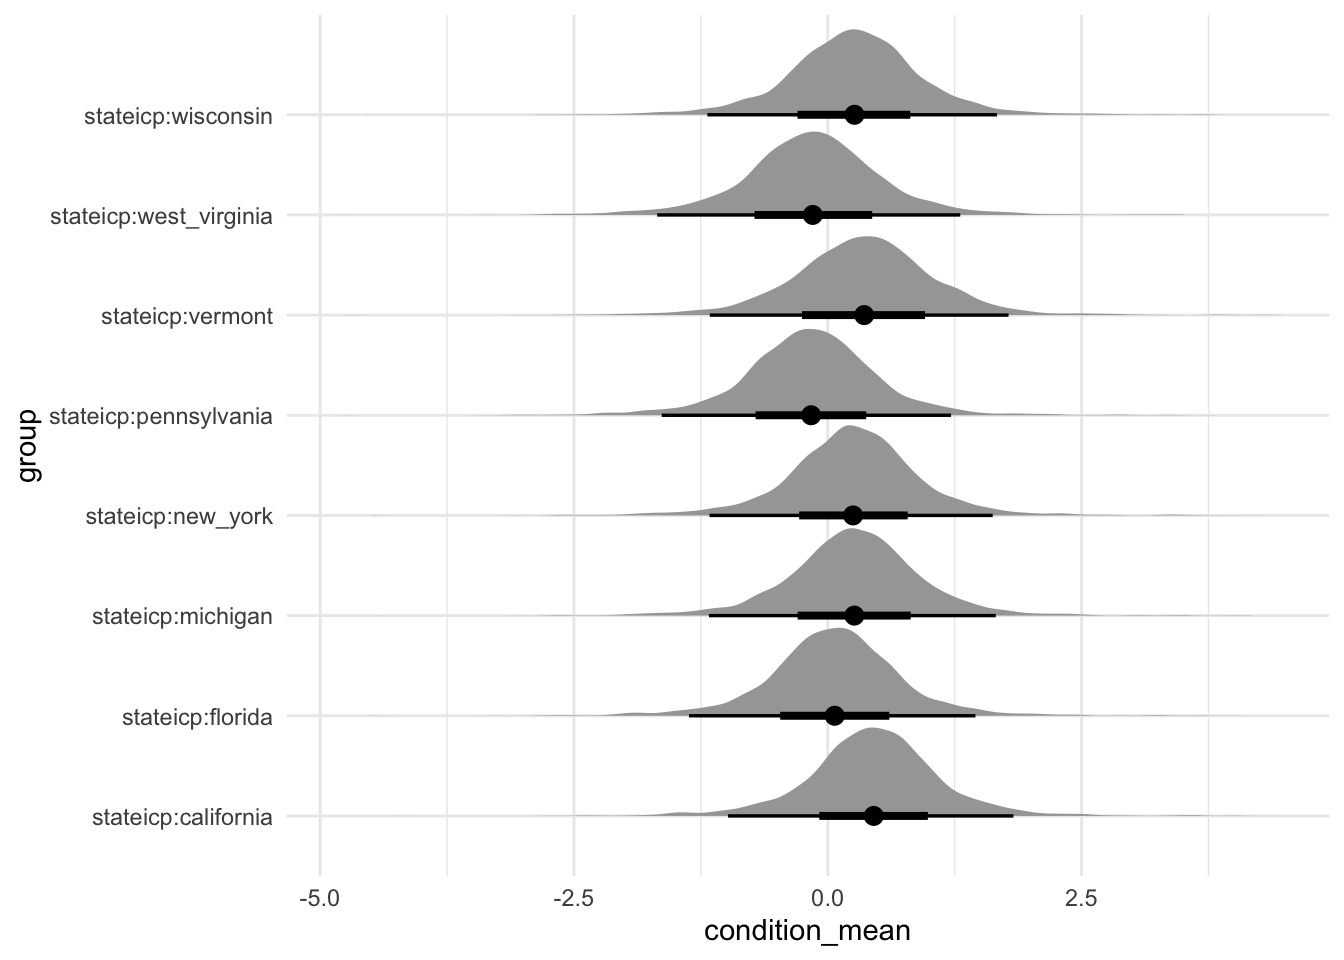 stateicp:wisconsin
stateicp:west_virginia
stateicp:vermont
stateicp:pennsylvania
stateicp:new_york
stateicp:michigan
stateicp:florida
stateicp:california
group
-5.0 -2.5 0.0 2.5
condition_mean